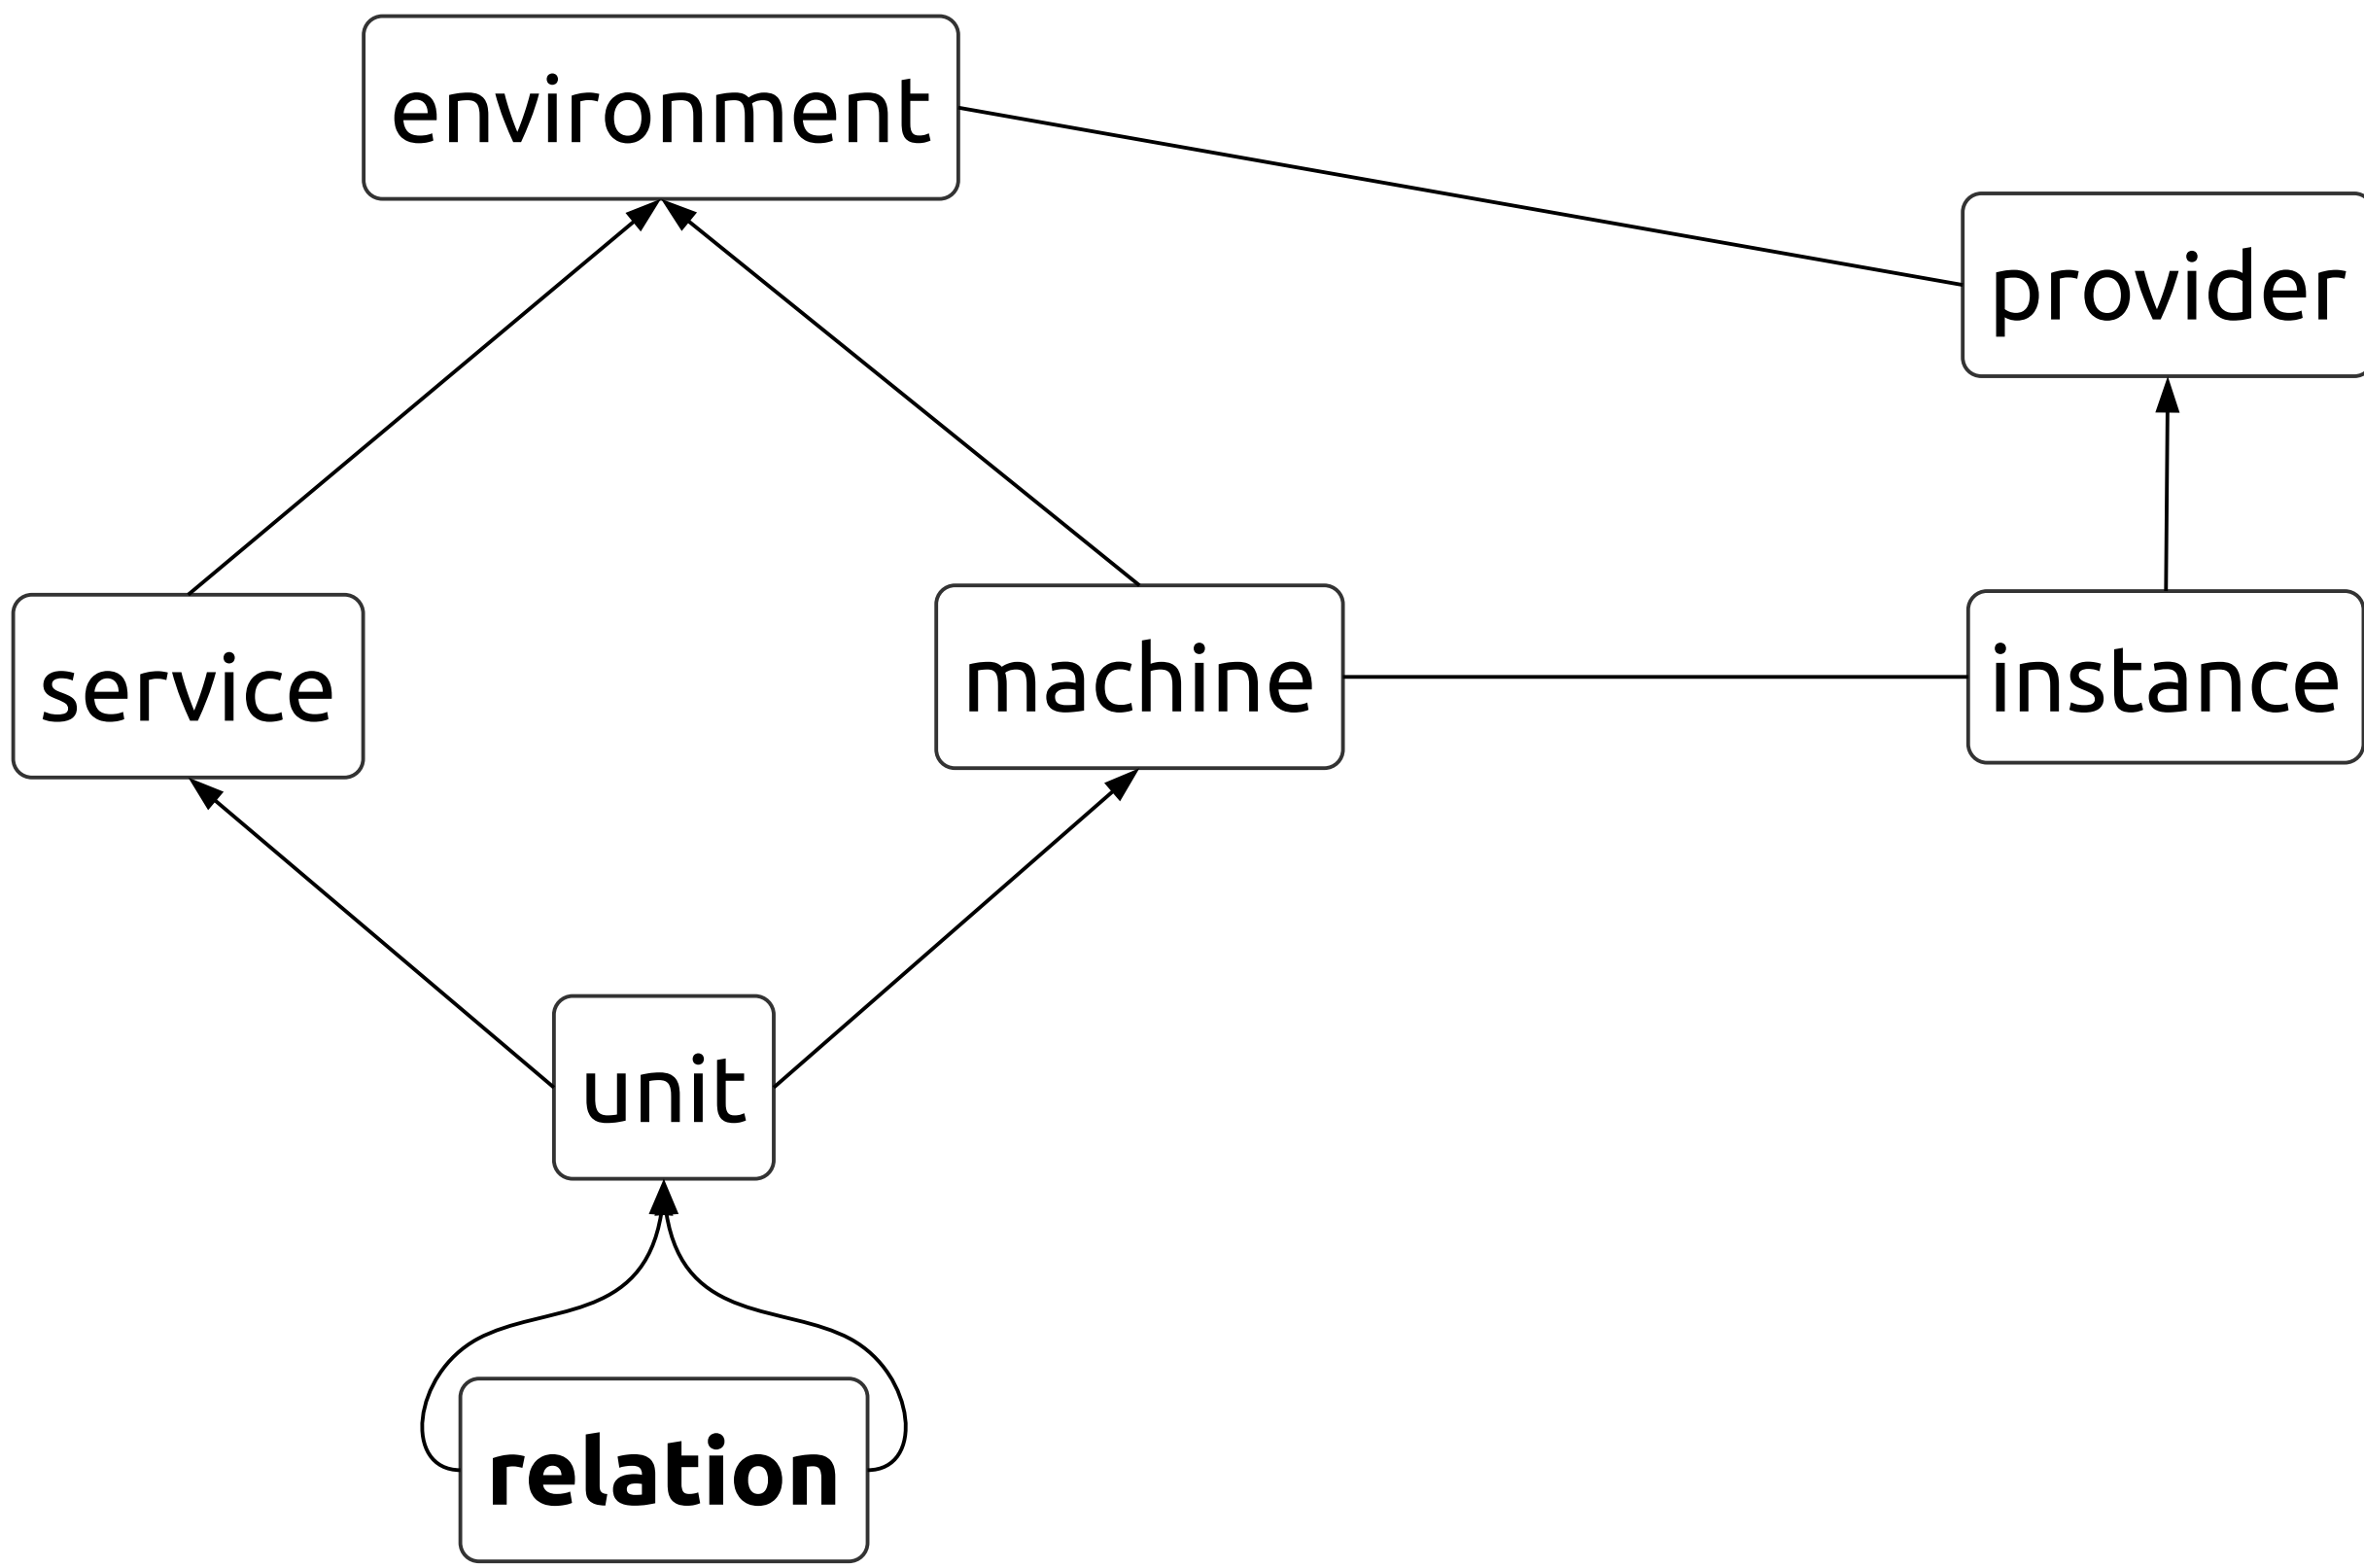 environment
provider
service
machine
instance
unit
relation